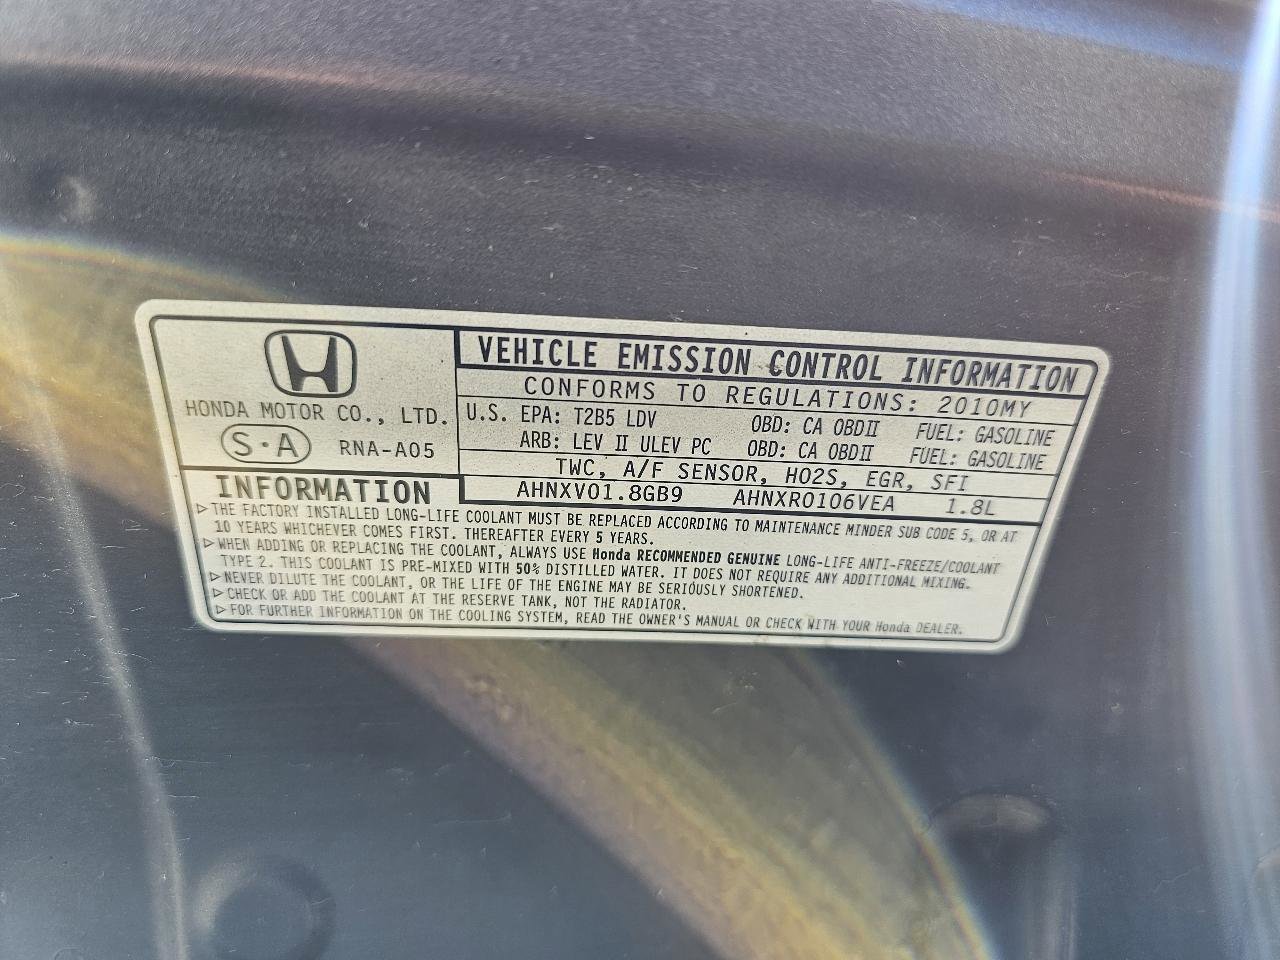 HONDA MOTOR CO., LTD.
S·A RNA-A05
VEHICLE EMISSION CONTROL INFORMATION
CONFORMS TO REGULATIONS: 2010MY
U.S. EPA: T2B5 LDV OBD: CA OBDII FUEL: GASOLINE
ARB: LEV II ULEV PC OBD: CA OBDII FUEL: GASOLINE
TWC, A/F SENSOR, HO2S, EGR, SFI
AHNXV01.8GB9 AHNXR0106VEA 1.8L
INFORMATION
▷THE FACTORY INSTALLED LONG-LIFE COOLANT MUST BE REPLACED ACCORDING TO MAINTENANCE MINDER SUB CODE 5, OR AT
10 YEARS WHICHEVER COMES FIRST. THEREAFTER EVERY 5 YEARS.
▷WHEN ADDING OR REPLACING THE COOLANT, ALWAYS USE Honda RECOMMENDED GENUINE LONG-LIFE ANTI-FREEZE/COOLANT
TYPE 2. THIS COOLANT IS PRE-MIXED WITH 50% DISTILLED WATER. IT DOES NOT REQUIRE ANY ADDITIONAL MIXING.
▷NEVER DILUTE THE COOLANT, OR THE LIFE OF THE ENGINE MAY BE SERIOUSLY SHORTENED.
▷CHECK OR ADD THE COOLANT AT THE RESERVE TANK, NOT THE RADIATOR.
▷FOR FURTHER INFORMATION ON THE COOLING SYSTEM, READ THE OWNER'S MANUAL OR CHECK WITH YOUR Honda DEALER.